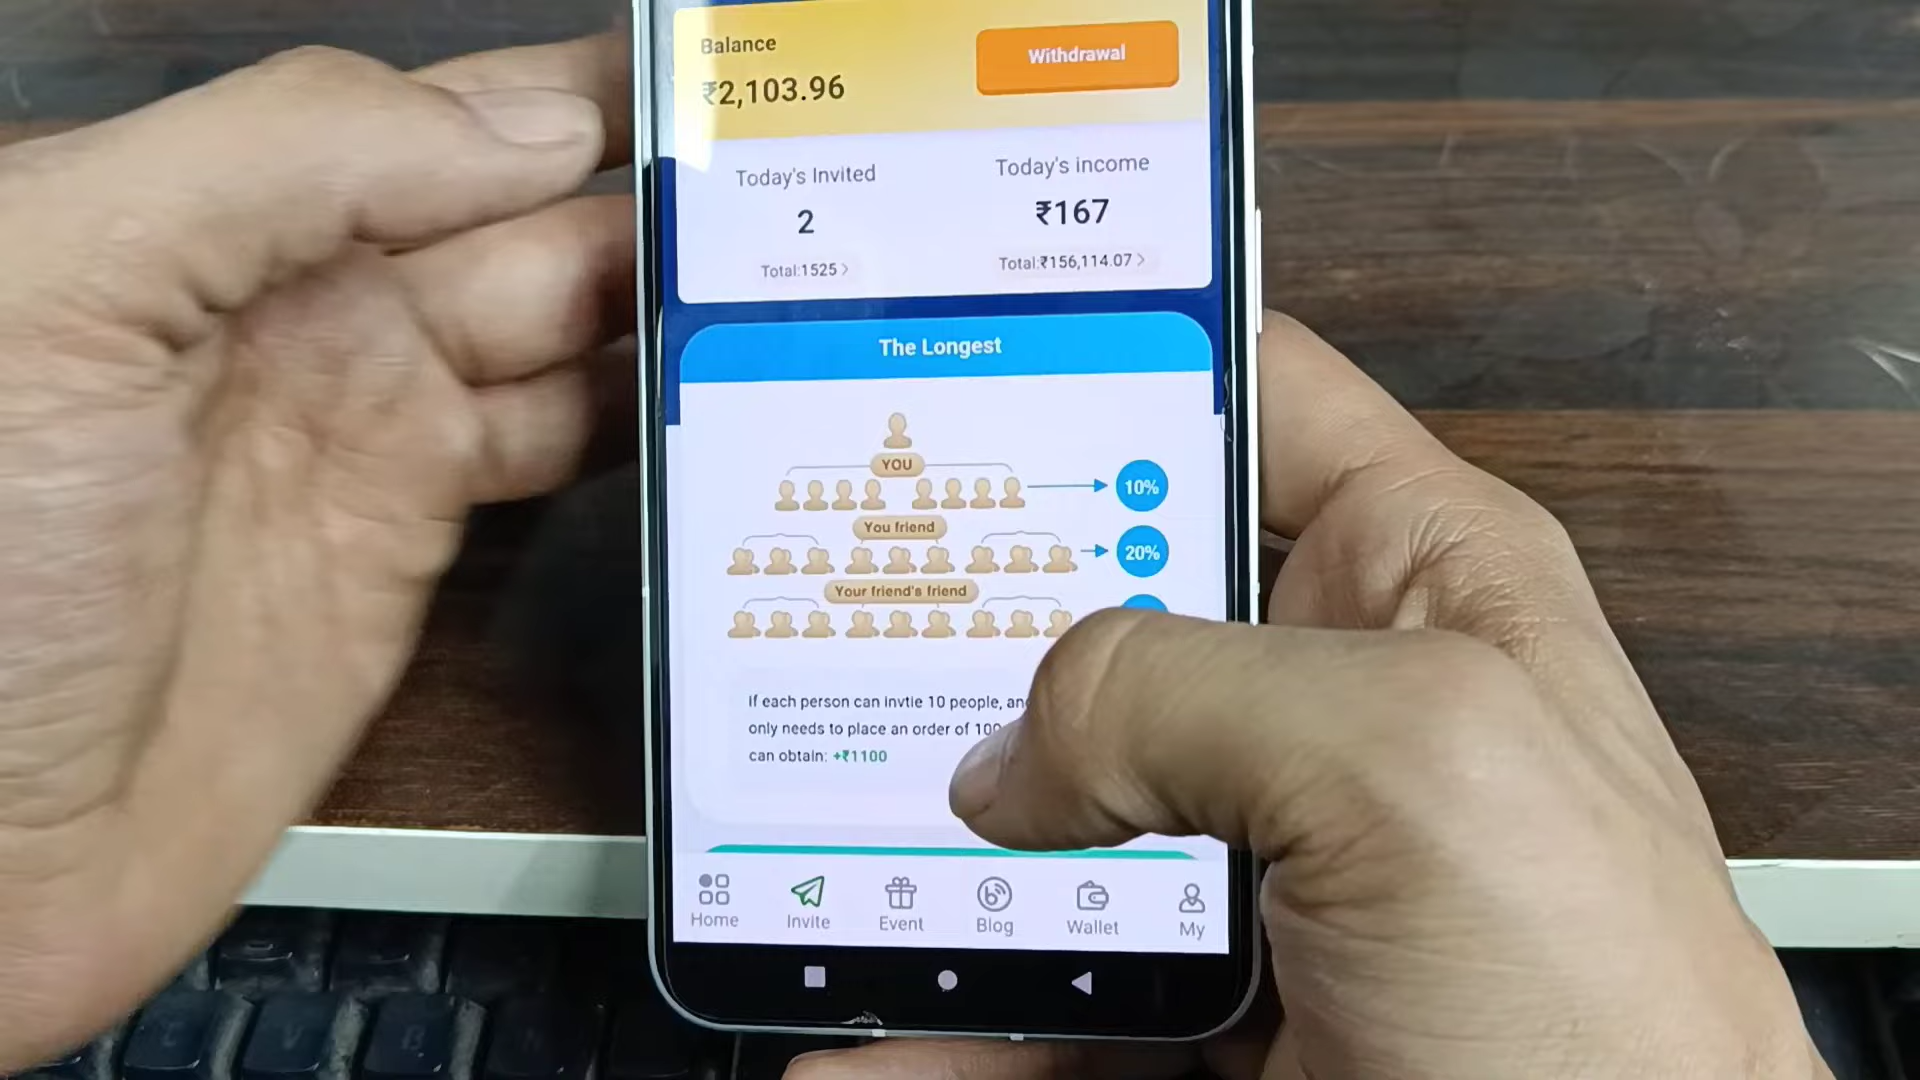 Balance
Withdrawal
₹2,103.96
Today's Invited
Today's income
2
₹167
Total:1525 >
Total:₹156,114.07 >
The Longest
YOU
10%
You friend
20%
Your friend's friend
If each person can invtie 10 people,
only needs to place an order of
can obtain: +₹1100
Home
Invite
Event
Blog
Wallet
My